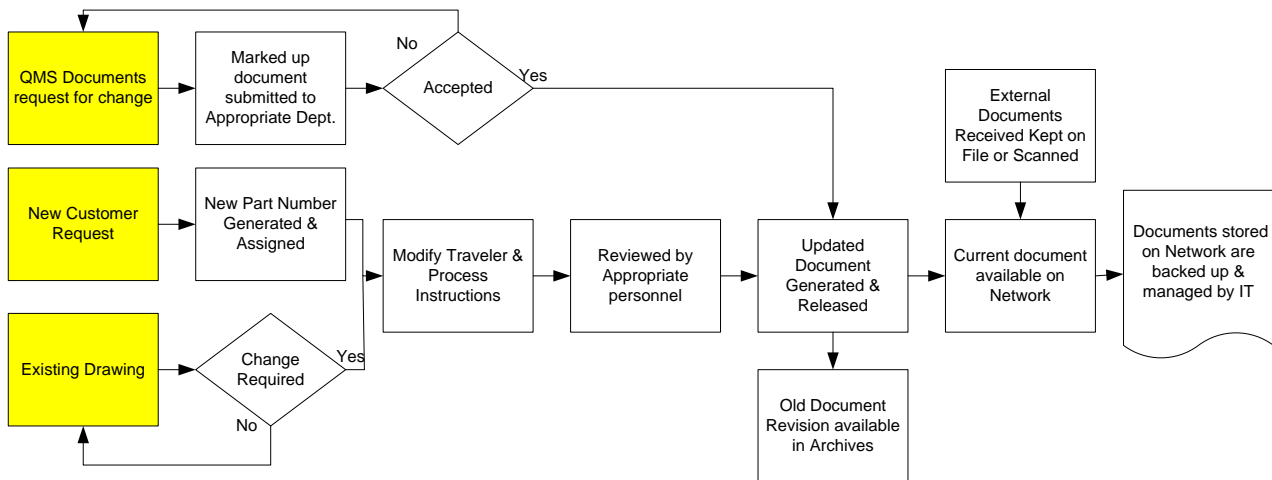 No
QMS Documents
request for change
Marked up
document
submitted to
Appropriate Dept.
Accepted
Yes
External
Documents
Received Kept on
File or Scanned
New Customer
Request
New Part Number
Generated &
Assigned
Modify Traveler &
Process
Instructions
Reviewed by
Appropriate
personnel
Updated
Document
Generated &
Released
Current document
available on
Network
Documents stored
on Network are
backed up &
managed by IT
Existing Drawing
Change
Required
Yes
No
Old Document
Revision available
in Archives